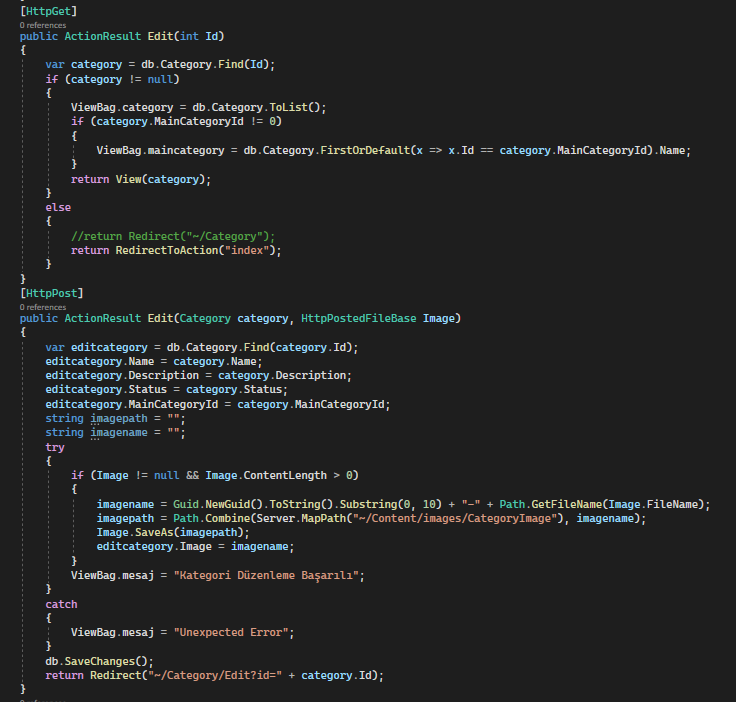 [HttpGet]
0 references
public ActionResult Edit(int Id)
{
var category = db.Category.Find(Id);
if (category != null)
{
ViewBag.category = db.Category.ToList();
if (category.MainCategoryId != 0)
{
ViewBag.maincategory = db.Category.FirstOrDefault(x => x.Id == category.MainCategoryId).Name;
}
return View(category);
}
else
{
//return Redirect("~/Category");
return RedirectToAction("index");
}
}
[HttpPost]
0 references
public ActionResult Edit(Category category, HttpPostedFileBase Image)
{
var editcategory = db.Category.Find(category.Id);
editcategory.Name = category.Name;
editcategory.Description = category.Description;
editcategory.Status = category.Status;
editcategory.MainCategoryId = category.MainCategoryId;
string imagepath = "";
string imagename = "";
try
{
if (Image != null && Image.ContentLength > 0)
{
imagename = Guid.NewGuid().ToString().Substring(0, 10) + "-" + Path.GetFileName(Image.FileName);
imagepath = Path.Combine(Server.MapPath("~/Content/images/CategoryImage"), imagename);
Image.SaveAs(imagepath);
editcategory.Image = imagename;
}
ViewBag.mesaj = "Kategori Düzenleme Başarılı";
}
catch
{
ViewBag.mesaj = "Unexpected Error";
}
db.SaveChanges();
return Redirect("~/Category/Edit?id=" + category.Id);
}